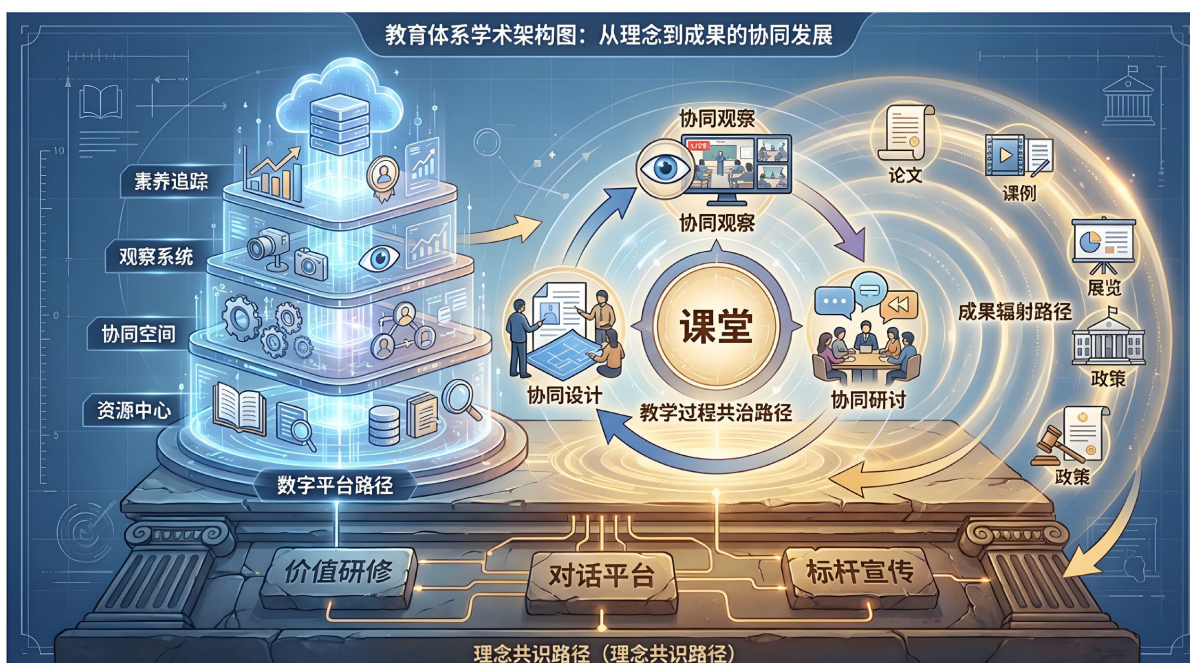 教育体系学术架构图：从理念到成果的协同发展
素养追踪
观察系统
协同空间
资源中心
数字平台路径
协同观察
协同观察
协同设计
课堂
教学过程共治路径
协同研讨
论文
课例
展览
成果辐射路径
政策
政策
价值研修
对话平台
标杆宣传
理念共识路径（理念共识路径）